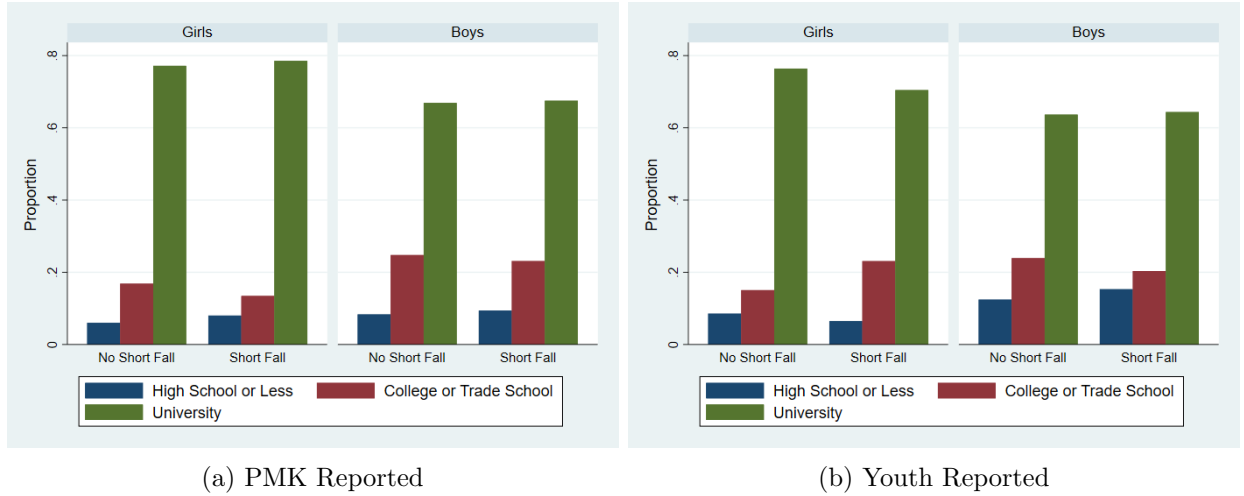 Girls
Boys
Proportion
.8
.6
.4
.2
0
No Short Fall
Short Fall
No Short Fall
Short Fall
High School or Less
College or Trade School
University
(a) PMK Reported
Girls
Boys
Proportion
.8
.6
.4
.2
0
No Short Fall
Short Fall
No Short Fall
Short Fall
High School or Less
College or Trade School
University
(b) Youth Reported